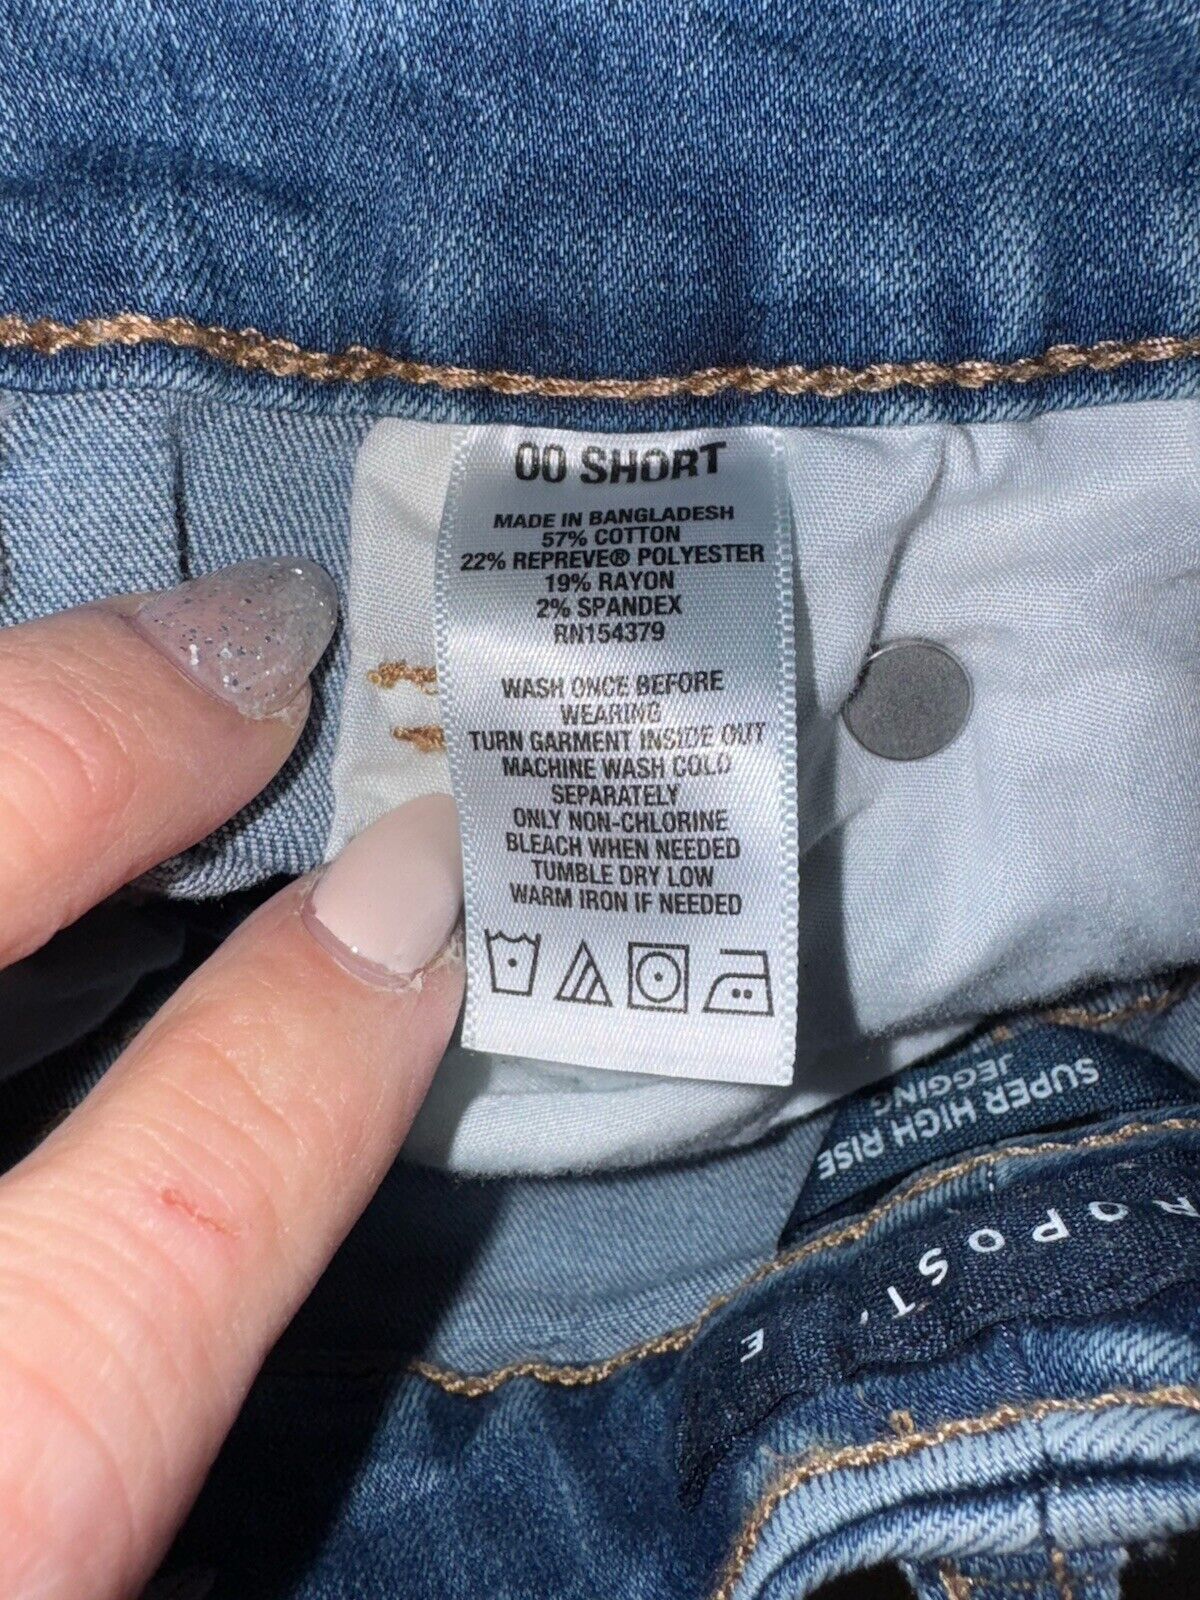 00 SHORT
MADE IN BANGLADESH
57% COTTON
22% REPREVE® POLYESTER
19% RAYON
2% SPANDEX
RN154379
WASH ONCE BEFORE
WEARING
TURN GARMENT INSIDE OUT
MACHINE WASH COLD
SEPARATELY
ONLY NON-CHLORINE
BLEACH WHEN NEEDED
TUMBLE DRY LOW
WARM IRON IF NEEDED
SUPER HIGH RISE
JEGGING